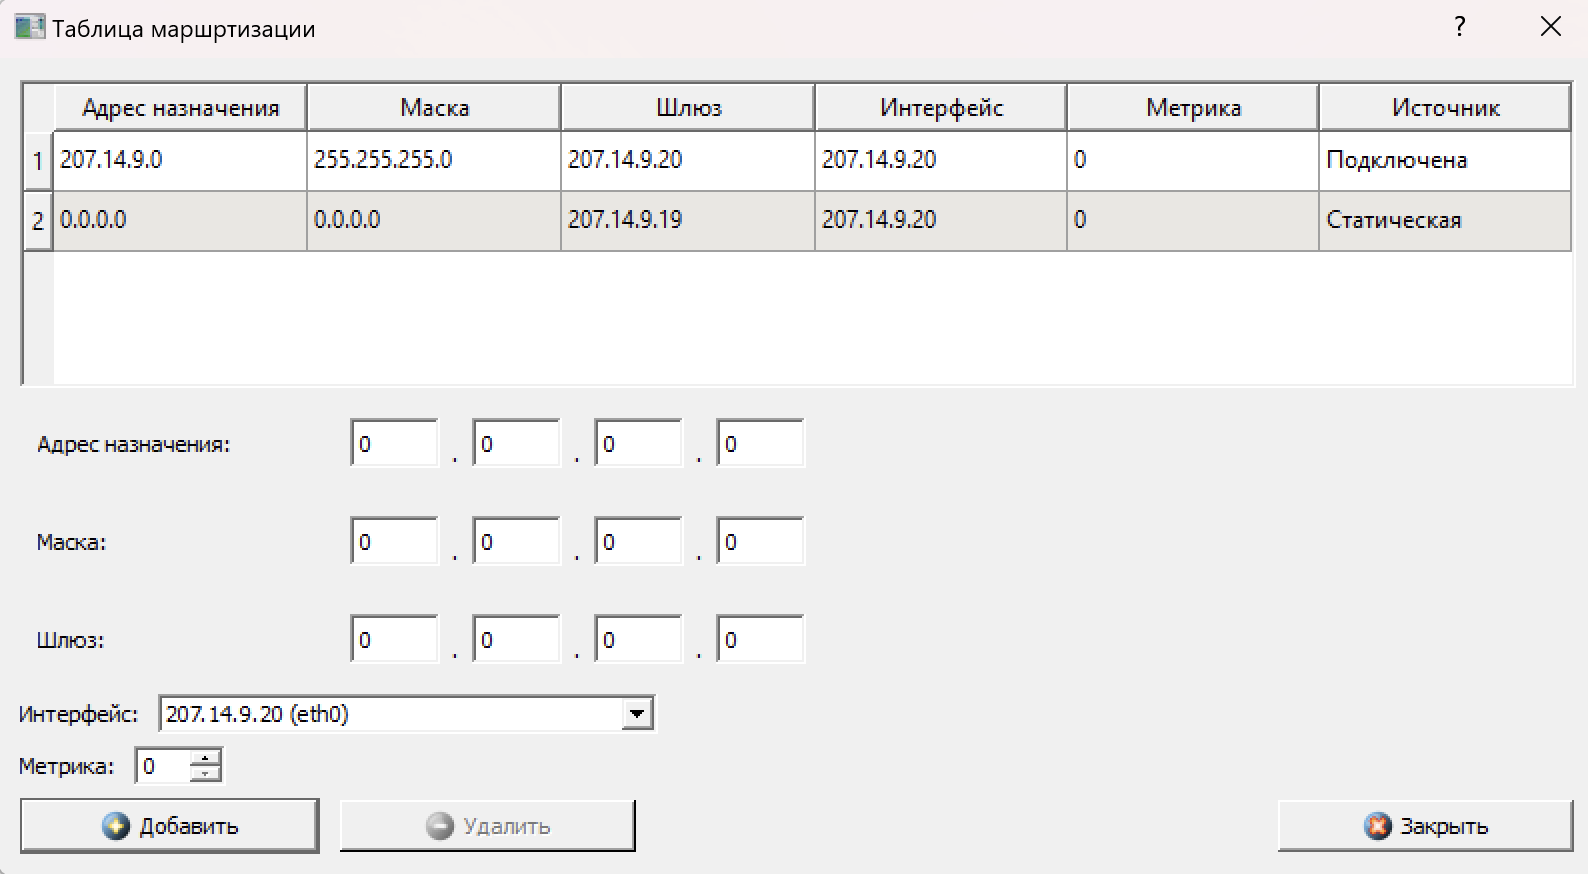 Таблица маршртизации ?
Адрес назначения Маска Шлюз Интерфейс Метрика Источник
1 207.14.9.0 255.255.255.0 207.14.9.20 207.14.9.20 0 Подключена
2 0.0.0.0 0.0.0.0 207.14.9.19 207.14.9.20 0 Статическая
Адрес назначения: 0 . 0 . 0 . 0
Маска: 0 . 0 . 0 . 0
Шлюз: 0 . 0 . 0 . 0
Интерфейс: 207.14.9.20 (eth0)
Метрика: 0
Добавить Удалить Закрыть